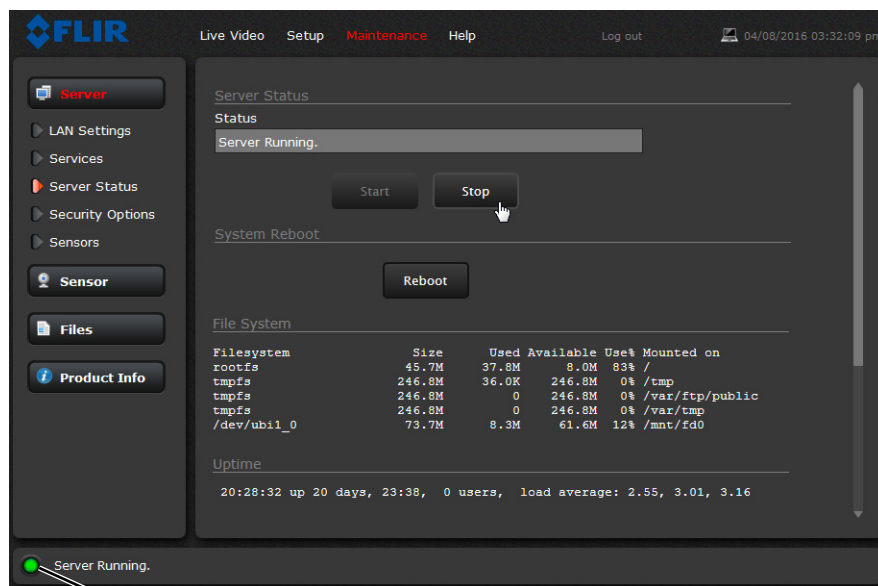 FLIR
Live Video Setup Maintenance Help Log out 04/08/2016 03:32:09 pm
Server
LAN Settings
Services
Server Status
Security Options
Sensors
Sensor
Files
Product Info
Server Status
Status
Server Running.
Start Stop
System Reboot
Reboot
File System
Filesystem Size Used Available Use% Mounted on
rootfs 45.7M 37.8M 8.0M 83% /
tmpfs 246.8M 36.0K 246.8M 0% /tmp
tmpfs 246.8M 0 246.8M 0% /var/ftp/public
tmpfs 246.8M 0 246.8M 0% /var/tmp
/dev/ubi1_0 73.7M 8.3M 61.6M 12% /mnt/fd0
Uptime
20:28:32 up 20 days, 23:38, 0 users, load average: 2.55, 3.01, 3.16
Server Running.